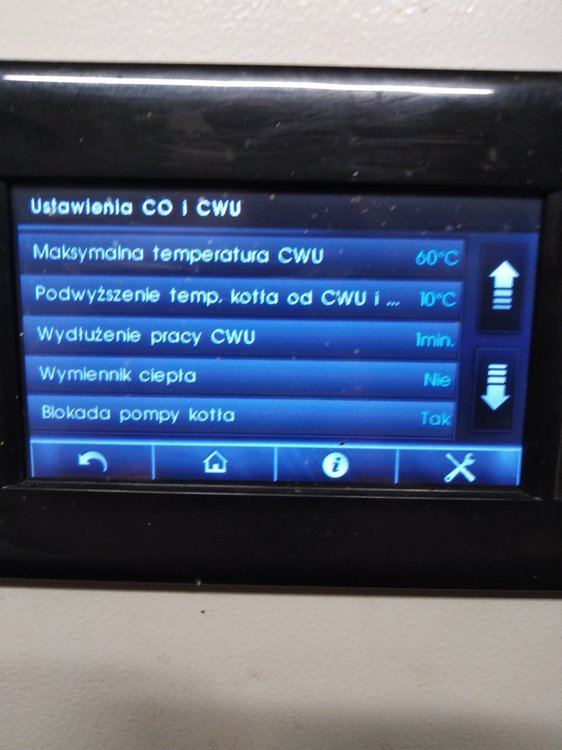 Ustawienia CO i CWU
Maksymalna temperatura CWU 60°C
Podwyższenie temp. kotła od CWU i ... 10°C
Wydłużenie pracy CWU 1min.
Wymiennik ciepła Nie
Blokada pompy kotła Tak